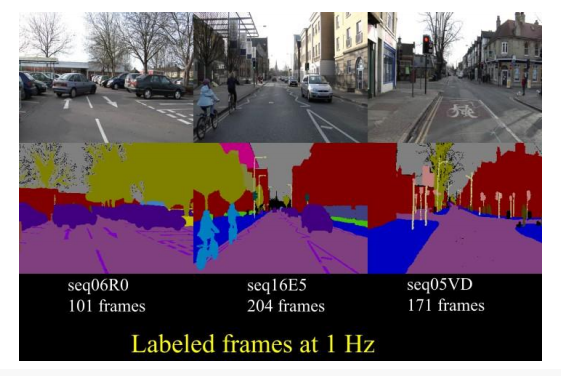 seq06R0
101 frames
seq16E5
204 frames
seq05VD
171 frames
Labeled frames at 1 Hz